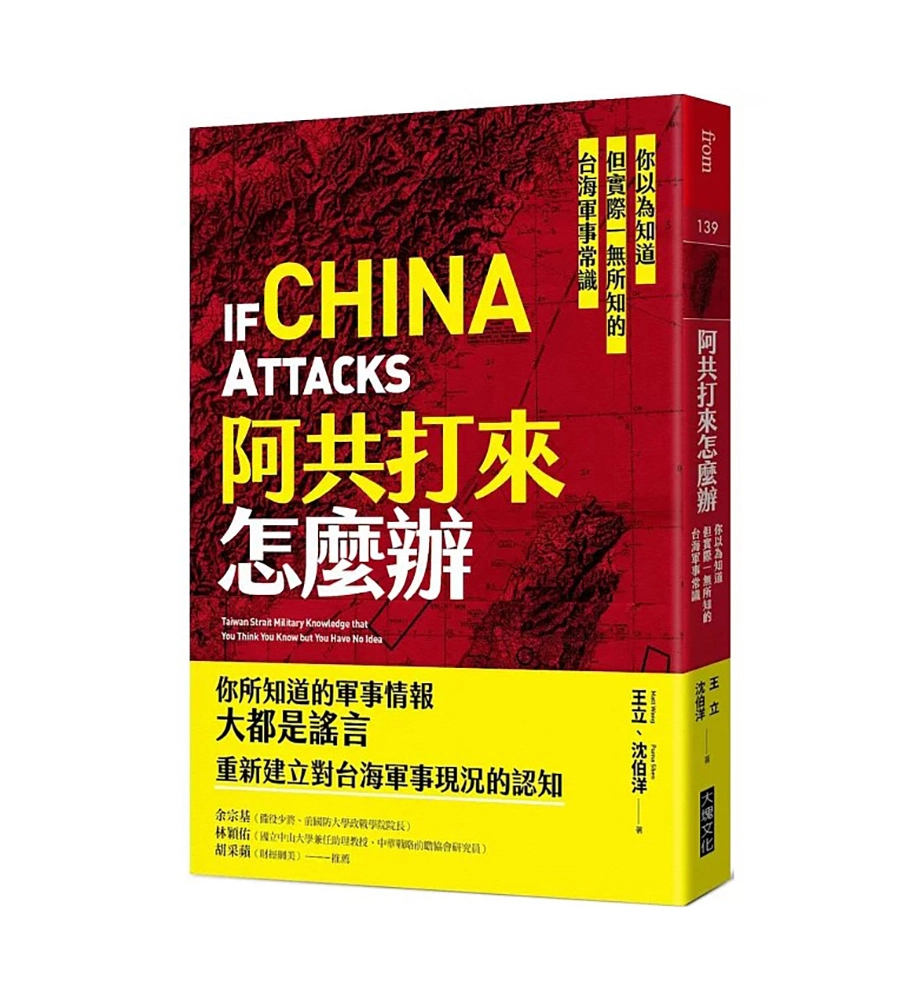 你以為知道
但實際一無所知的
台海軍事常識
IF CHINA
ATTACKS
阿共打來
怎麼辦
Taiwan Strait Military Knowledge that
You Think You Know but You Have No Idea
你所知道的軍事情報
大都是謠言
重新建立對台海軍事現況的認知
余宗基（備役少將、前國防大學政戰學院院長）
林穎佑（國立中山大學兼任助理教授、中華戰略前瞻協會研究員）
胡采蘋（財經網美）——推薦
Matt Wang Puma Shen
王立、沈伯洋——著
from
139
阿共打來怎麼辦
你以為知道
但實際一無所知的
台海軍事常識
王立
沈伯洋——著
大塊文化